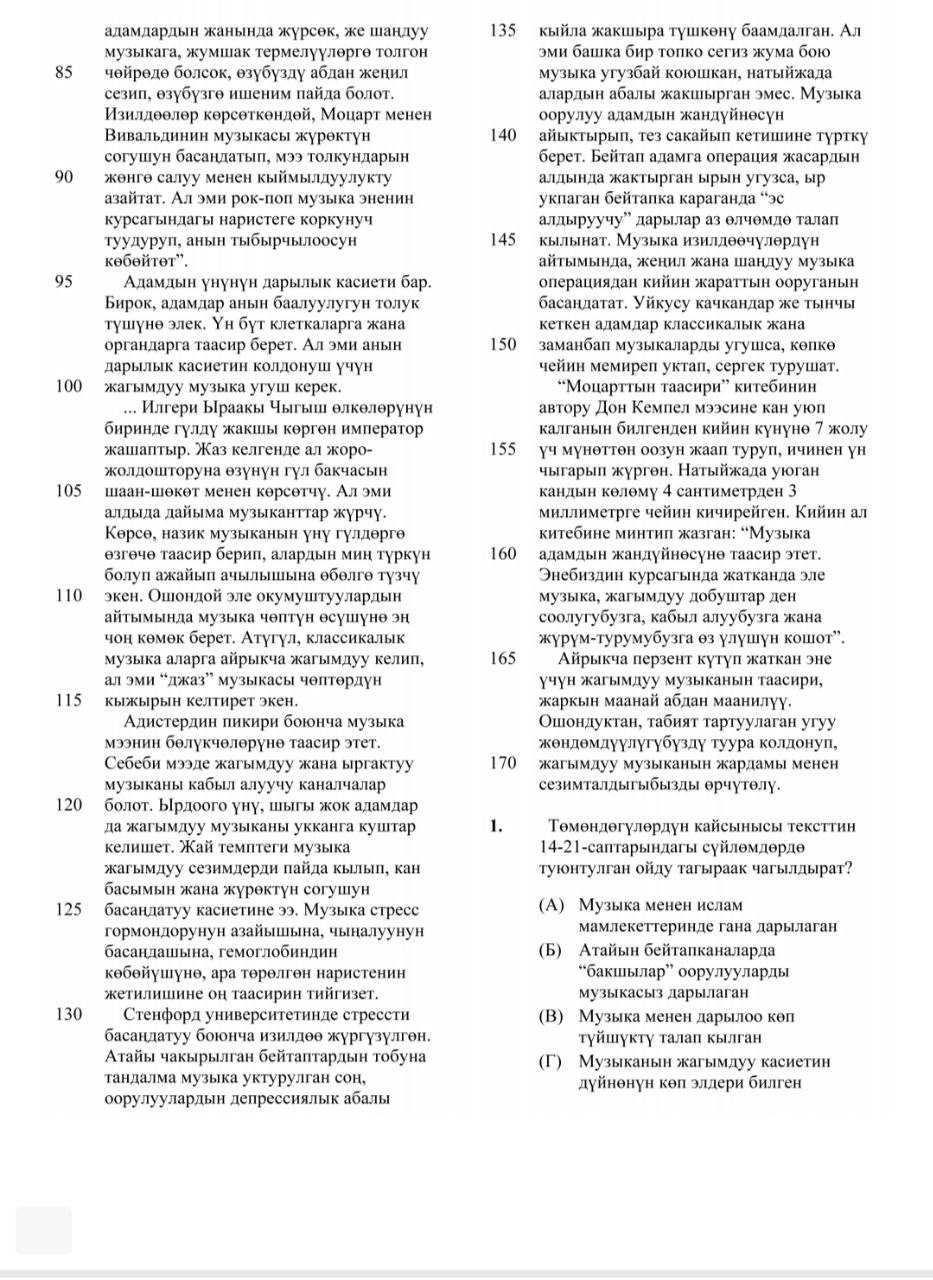 адамдардын жанында жүрсөк, же шаңдуу
музыкага, жумшак термелүүлөргө толгон
85 чөйрөдө болсок, өзүбүздү абдан жеңил
сезип, өзүбүзгө ишеним пайда болот.
Изилдөөлөр көрсөткөндөй, Моцарт менен
Вивальдинин музыкасы жүрөктүн
согушун басаңдатып, мээ толкундарын
90 жөнгө салуу менен кыймылдуулукту
азайтат. Ал эми рок-поп музыка эненин
курсагындагы наристеге коркунуч
туудуруп, анын тыбырчылоосун
көбөйтөт”.
95 Адамдын үнүнүн дарылык касиети бар.
Бирок, адамдар анын баалуулугун толук
түшүнө элек. Үн бүт клеткаларга жана
органдарга таасир берет. Ал эми анын
дарылык касиетин колдонуш үчүн
100 жагымдуу музыка угуш керек.
... Илгери Ыраакы Чыгыш өлкөлөрүнүн
биринде гүлдү жакшы көргөн император
жашаптыр. Жаз келгенде ал жоро-
жолдошторуна өзүнүн гүл бакчасын
105 шаан-шөкөт менен көрсөтчү. Ал эми
алдыда дайыма музыканттар жүрчү.
Көрсө, назик музыканын үнү гүлдөргө
өзгөчө таасир берип, алардын миң түркүн
болуп ажайып ачылышына өбөлгө түзчү
110 экен. Ошондой эле окумуштуулардын
айтымында музыка чөптүн өсүшүнө эң
чоң көмөк берет. Атүгүл, классикалык
музыка аларга айрыкча жагымдуу келип,
ал эми “джаз” музыкасы чөптөрдүн
115 кыжырын келтирет экен.
Адистердин пикири боюнча музыка
мээнин бөлүкчөлөрүнө таасир этет.
Себеби мээде жагымдуу жана ыргактуу
музыканы кабыл алуучу каналчалар
120 болот. Ырдоого үнү, шыгы жок адамдар
да жагымдуу музыканы укканга куштар
келишет. Жай темптеги музыка
жагымдуу сезимдерди пайда кылып, кан
басымын жана жүрөктүн согушун
125 басаңдатуу касиетине ээ. Музыка стресс
гормондорунун азайышына, чыңалуунун
басаңдашына, гемоглобиндин
көбөйүшүнө, ара төрөлгөн наристенин
жетилишине оң таасирин тийгизет.
130 Стенфорд университетинде стрессти
басаңдатуу боюнча изилдөө жүргүзүлгөн.
Атайы чакырылган бейтаптардын тобуна
тандалма музыка уктурулган соң,
оорулуулардын депрессиялык абалы
135 кыйла жакшыра түшкөнү баамдалган. Ал
эми башка бир топко сегиз жума бою
музыка угузбай коюшкан, натыйжада
алардын абалы жакшырган эмес. Музыка
оорулуу адамдын жандүйнөсүн
140 айыктырып, тез сакайып кетишине түрткү
берет. Бейтап адамга операция жасардын
алдында жактырган ырын угузса, ыр
укпаган бейтапка караганда “эс
алдыруучу” дарылар аз өлчөмдө талап
145 кылынат. Музыка изилдөөчүлөрдүн
айтымында, жеңил жана шаңдуу музыка
операциядан кийин жараттын ооруганын
басаңдатат. Уйкусу качкандар же тынчы
кеткен адамдар классикалык жана
150 заманбап музыкаларды угушса, көпкө
чейин мемиреп уктап, сергек турушат.
“Моцарттын таасири” китебинин
автору Дон Кемпел мээсине кан уюп
калганын билгенден кийин күнүнө 7 жолу
155 үч мүнөттөн оозун жаап туруп, ичинен үн
чыгарып жүргөн. Натыйжада уюган
кандын көлөмү 4 сантиметрден 3
миллиметрге чейин кичирейген. Кийин ал
китебине минтип жазган: “Музыка
160 адамдын жандүйнөсүнө таасир этет.
Энебиздин курсагында жатканда эле
музыка, жагымдуу добуштар ден
соолугубузга, кабыл алуубузга жана
жүрүм-турумубузга өз үлүшүн кошот”.
165 Айрыкча перзент күтүп жаткан эне
үчүн жагымдуу музыканын таасири,
жаркын маанай абдан маанилүү.
Ошондуктан, табият тартуулаган угуу
жөндөмдүүлүгүбүздү туура колдонуп,
170 жагымдуу музыканын жардамы менен
сезимталдыгыбызды өрчүтөлү.
1. Төмөндөгүлөрдүн кайсынысы тексттин
14-21-саптарындагы сүйлөмдөрдө
туюнтулган ойду тагыраак чагылдырат?
(А) Музыка менен ислам
мамлекеттеринде гана дарылаган
(Б) Атайын бейтапканаларда
“бакшылар” оорулууларды
музыкасыз дарылаган
(В) Музыка менен дарылоо көп
түйшүктү талап кылган
(Г) Музыканын жагымдуу касиетин
дүйнөнүн көп элдери билген